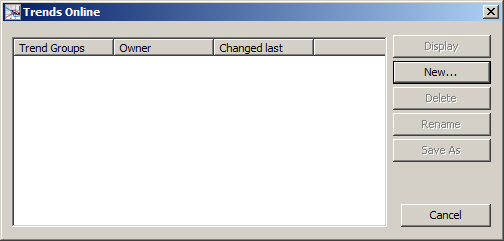 Trends Online
Trend Groups Owner Changed last
Display
New...
Delete
Rename
Save As
Cancel